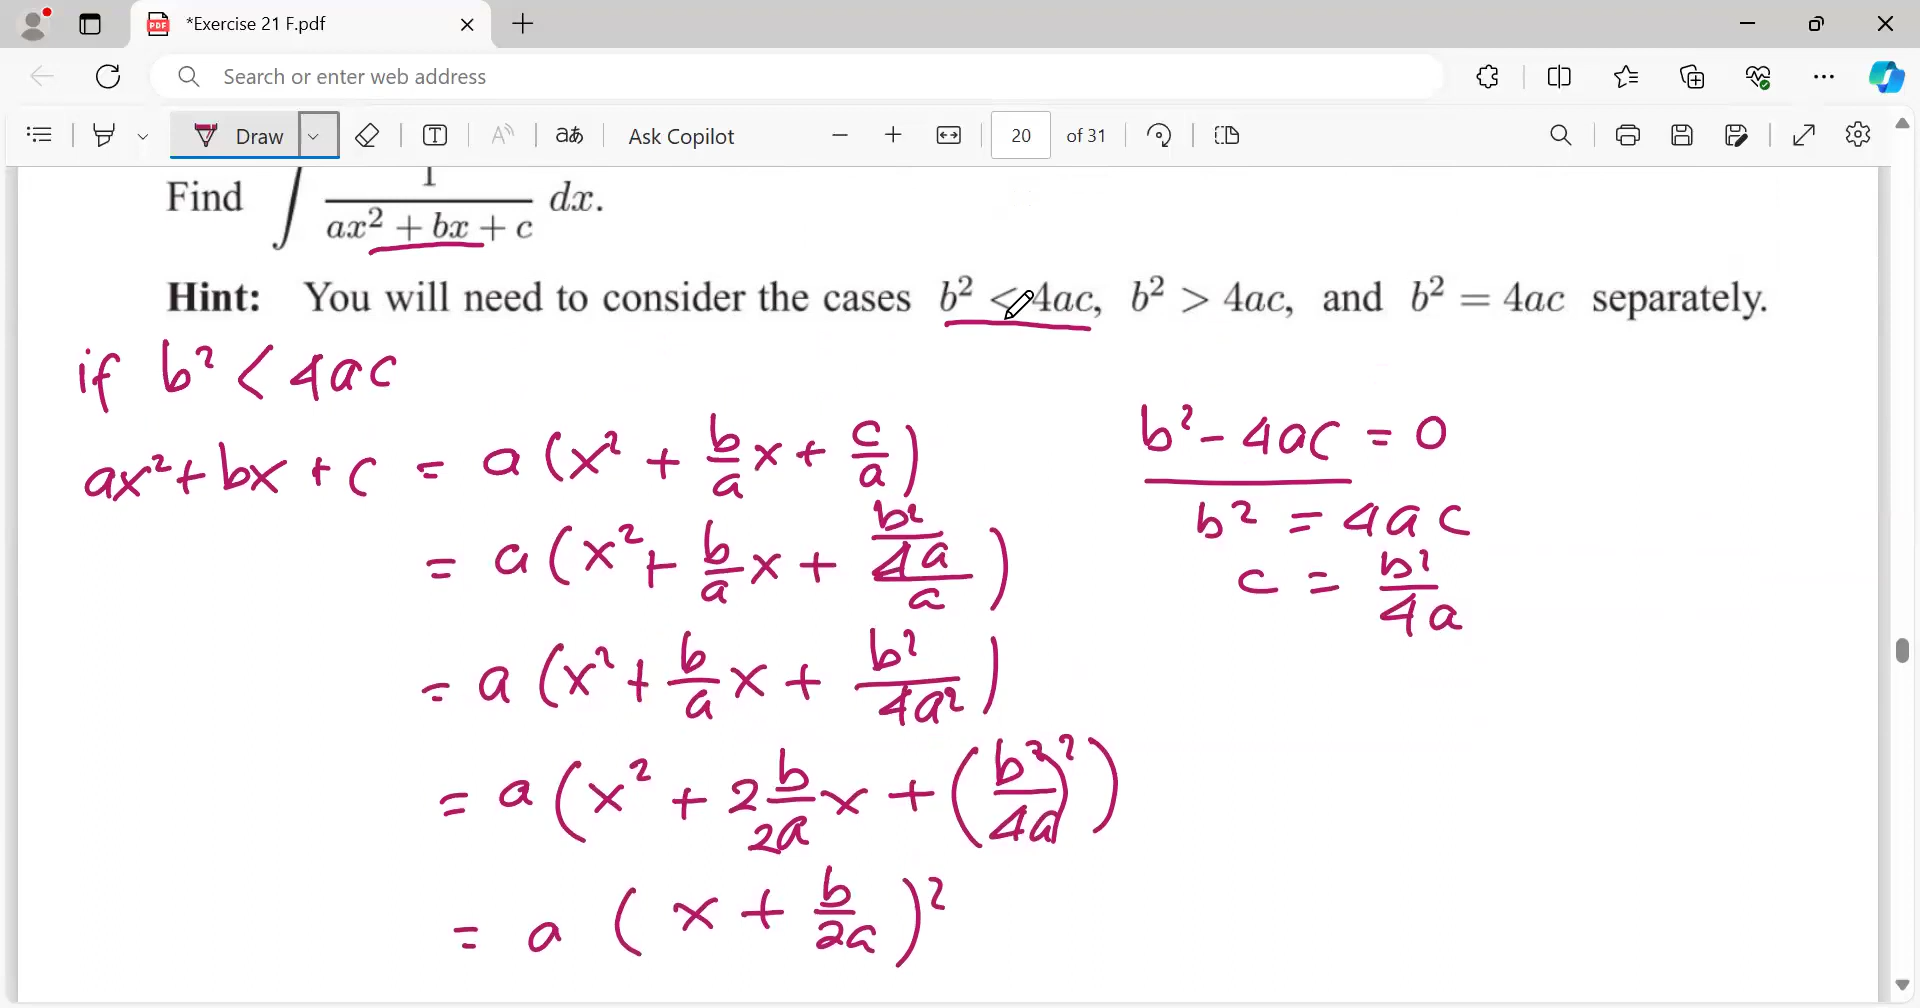 *Exercise 21 F.pdf
Search or enter web address
Draw
aあ
Ask Copilot
20 of 31
Find ∫ 1/(ax² + bx + c) dx.
Hint: You will need to consider the cases b² < 4ac, b² > 4ac, and b² = 4ac separately.
if b² < 4ac
ax² + bx + c = a (x² + b/a x + c/a)
= a (x² + b/a x + (b²/4a)/a)
= a (x² + b/a x + b²/4a²)
= a (x² + 2 b/2a x + (b²/4a)²)
= a (x + b/2a)²
b² - 4ac = 0
b² = 4ac
c = b²/4a